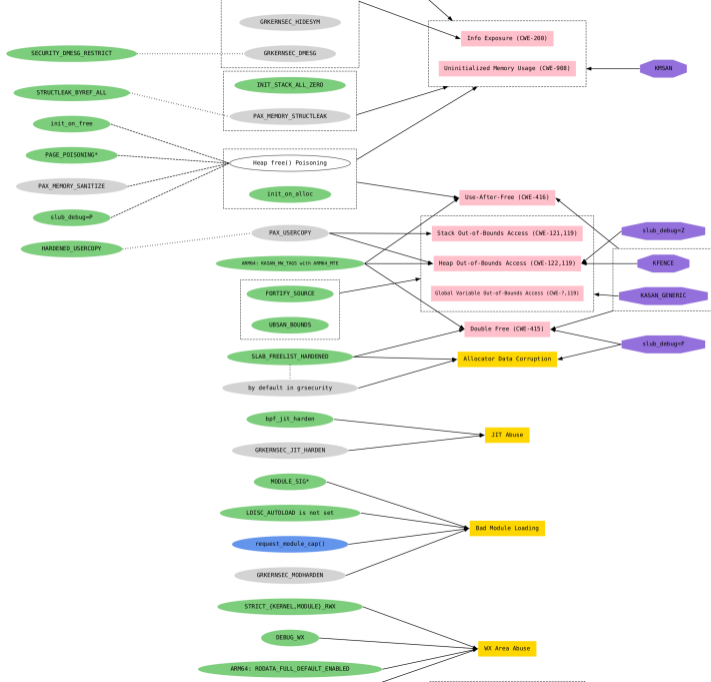 GRKERNSEC_HIDESYM
Info Exposure (CWE-200)
SECURITY_DMESG_RESTRICT
GRKERNSEC_DMESG
Uninitialized Memory Usage (CWE-908)
KMSAN
INIT_STACK_ALL_ZERO
STRUCTLEAK_BYREF_ALL
PAX_MEMORY_STRUCTLEAK
init_on_free
PAGE_POISONING*
Heap free() Poisoning
PAX_MEMORY_SANITIZE
init_on_alloc
Use-After-Free (CWE-416)
slub_debug=P
PAX_USERCOPY
Stack Out-of-Bounds Access (CWE-121,119)
slub_debug=Z
HARDENED_USERCOPY
ARM64: KASAN_HW_TAGS with ARM64_MTE
Heap Out-of-Bounds Access (CWE-122,119)
KFENCE
FORTIFY_SOURCE
Global Variable Out-of-Bounds Access (CWE-?,119)
KASAN_GENERIC
UBSAN_BOUNDS
Double Free (CWE-415)
slub_debug=F
SLAB_FREELIST_HARDENED
Allocator Data Corruption
by default in grsecurity
bpf_jit_harden
JIT Abuse
GRKERNSEC_JIT_HARDEN
MODULE_SIG*
LDISC_AUTOLOAD is not set
Bad Module Loading
request_module_cap()
GRKERNSEC_MODHARDEN
STRICT_{KERNEL,MODULE}_RWX
DEBUG_WX
WX Area Abuse
ARM64: RODATA_FULL_DEFAULT_ENABLED